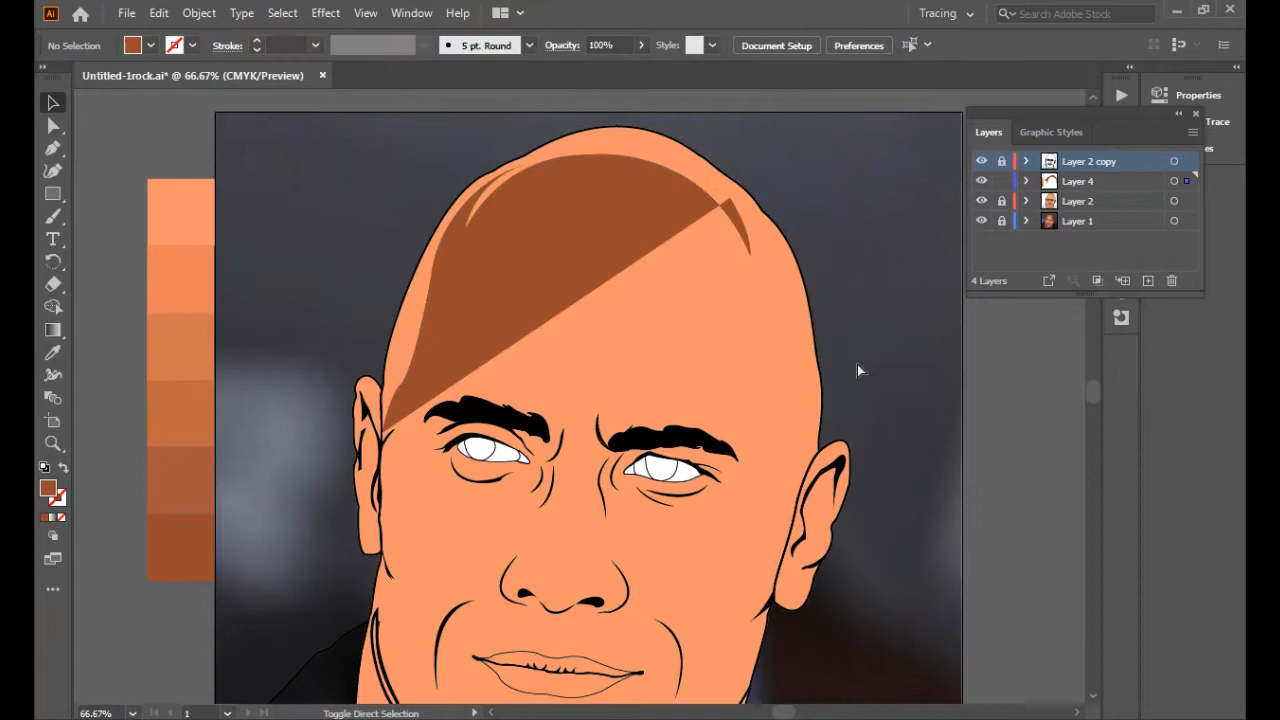 Ai File Edit Object Type Select Effect View Window Help Tracing Search Adobe Stock
No Selection Stroke: 5 pt. Round Opacity: 100% Style: Document Setup Preferences
Untitled-1rock.ai* @ 66.67% (CMYK/Preview) ×
Properties
Trace
Layers Graphic Styles
Layer 2 copy
Layer 4
Layer 2
Layer 1
4 Layers
66.67% 1 Toggle Direct Selection